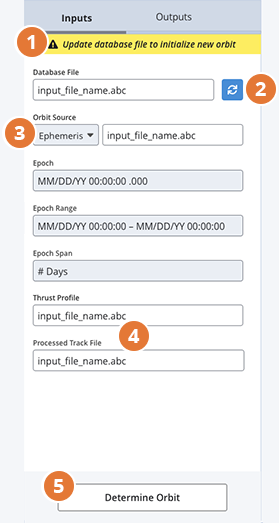 Inputs Outputs
1 Update database file to initialize new orbit
Database File
input_file_name.abc 2
Orbit Source
3 Ephemeris input_file_name.abc
Epoch
MM/DD/YY 00:00:00 .000
Epoch Range
MM/DD/YY 00:00:00 – MM/DD/YY 00:00:00
Epoch Span
# Days
Thrust Profile
input_file_name.abc
4
Processed Track File
input_file_name.abc
5
Determine Orbit